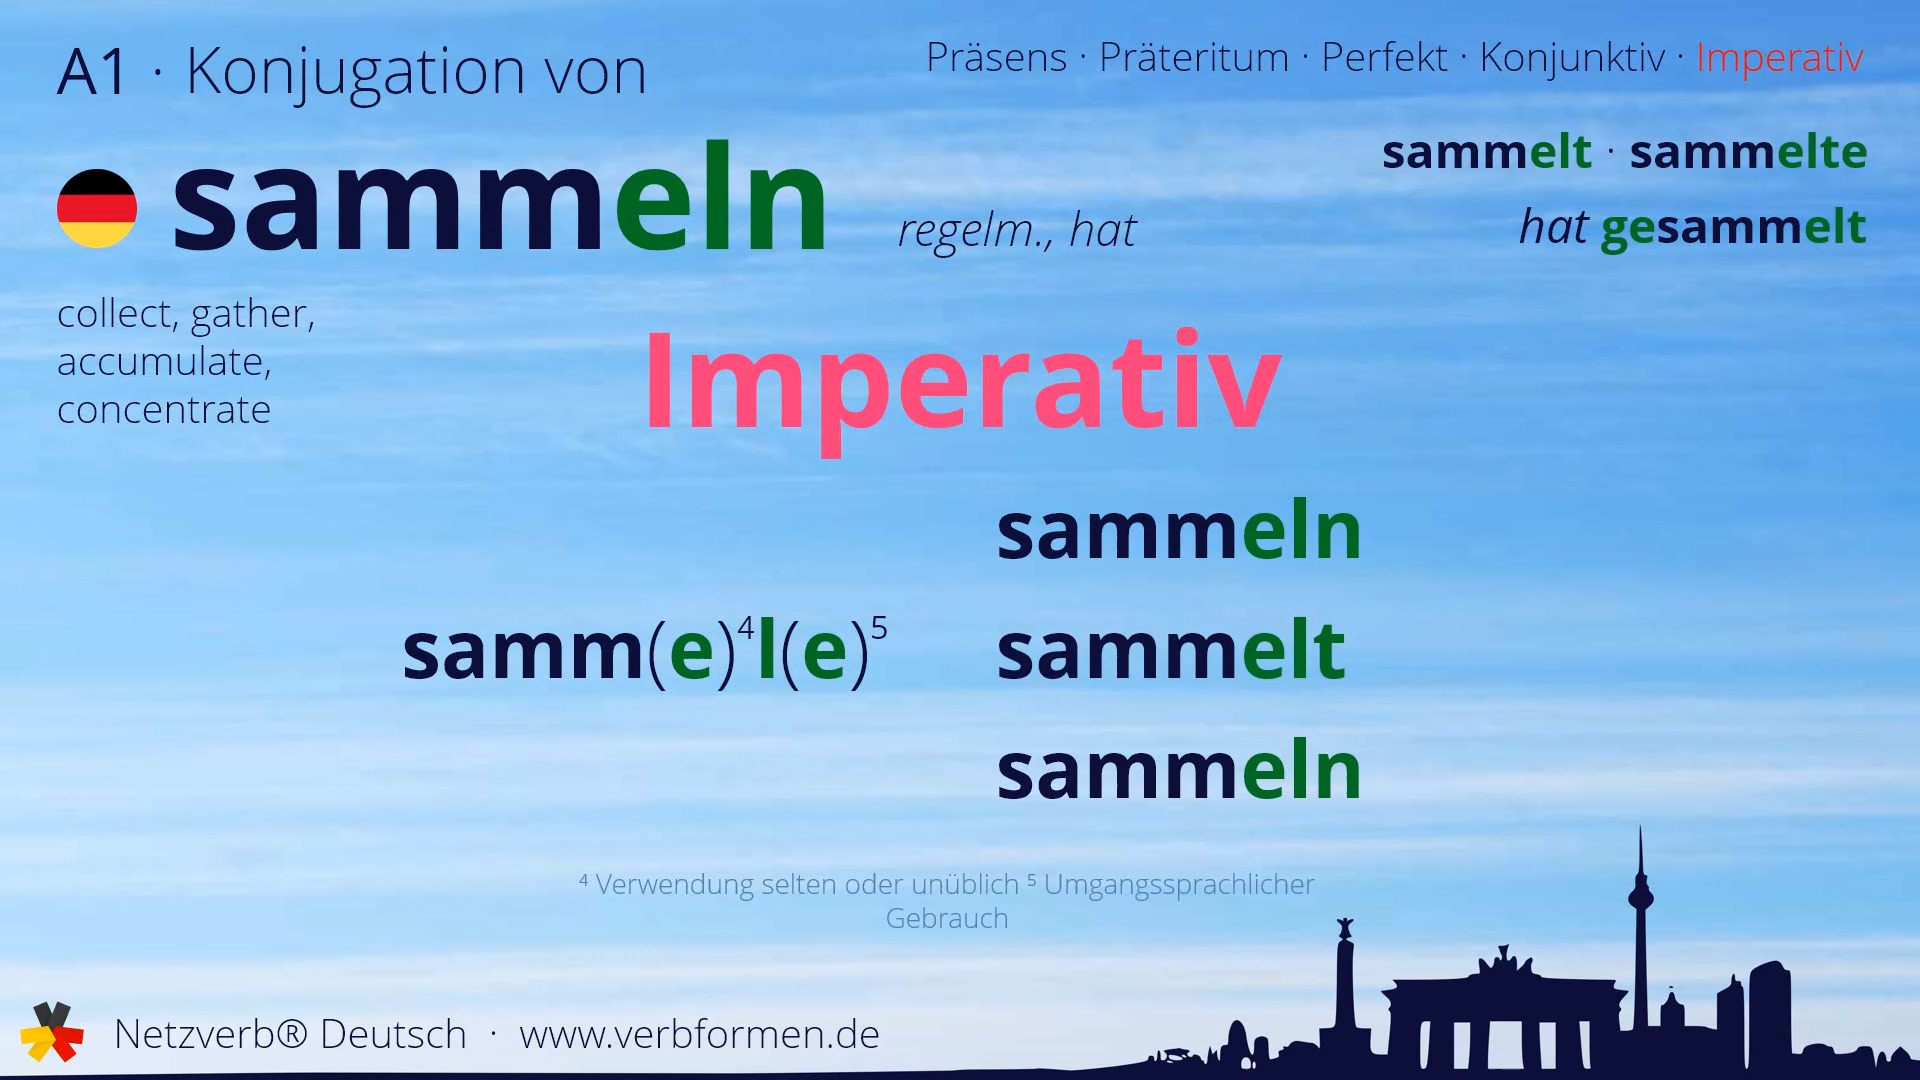 A1 · Konjugation von
Präsens · Präteritum · Perfekt · Konjunktiv · Imperativ
sammeln regelm., hat
sammelt · sammelte
hat gesammelt
collect, gather,
accumulate,
concentrate
Imperativ
sammeln
samm(e)⁴l(e)⁵ sammelt
sammeln
⁴ Verwendung selten oder unüblich ⁵ Umgangssprachlicher
Gebrauch
Netzverb® Deutsch · www.verbformen.de